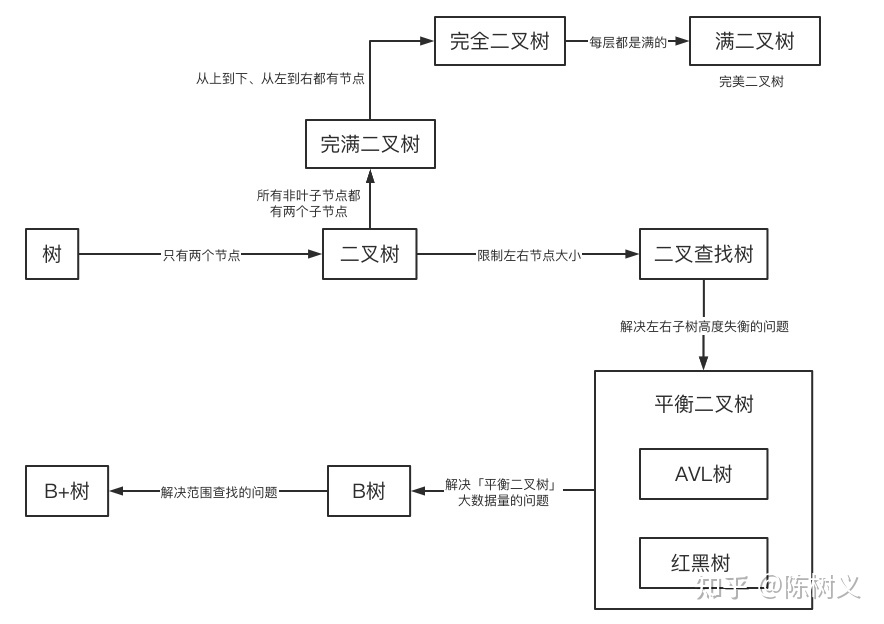 完全二叉树
每层都是满的
满二叉树
完美二叉树
从上到下、从左到右都有节点
完满二叉树
所有非叶子节点都
有两个子节点
树
只有两个节点
二叉树
限制左右节点大小
二叉查找树
解决左右子树高度失衡的问题
平衡二叉树
AVL树
红黑树
解决「平衡二叉树」
大数据量的问题
B树
解决范围查找的问题
B+树
知乎 @陈树义